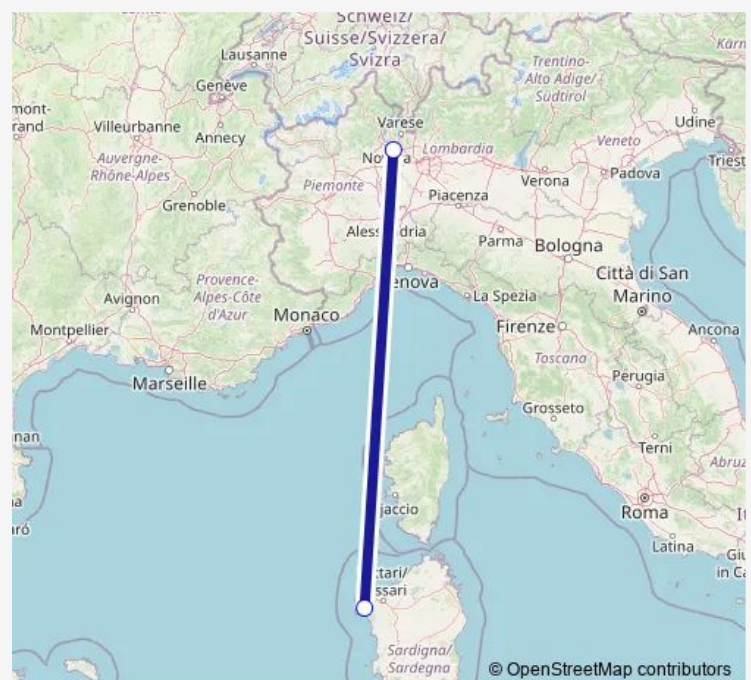 Schweiz/
Suisse/Svizzera/
Svizra
Lausanne
Genève
Trentino-
Alto Adige/
Südtirol
Villeurbanne
Annecy
Varese
Lombardia
Veneto
Udine
Auvergne-
Rhône-Alpes
Piemonte
Piacenza
Verona
Padova
Grenoble
Parma
Bologna
Provence-
Alpes-Côte
d'Azur
Città di San
Marino
La Spezia
Avignon
Monaco
Firenze
Ancona
Montpellier
Marseille
Toscana
Perugia
Grosseto
Terni
Roma
Latina
Sardigna/
Sardegna
© OpenStreetMap contributors